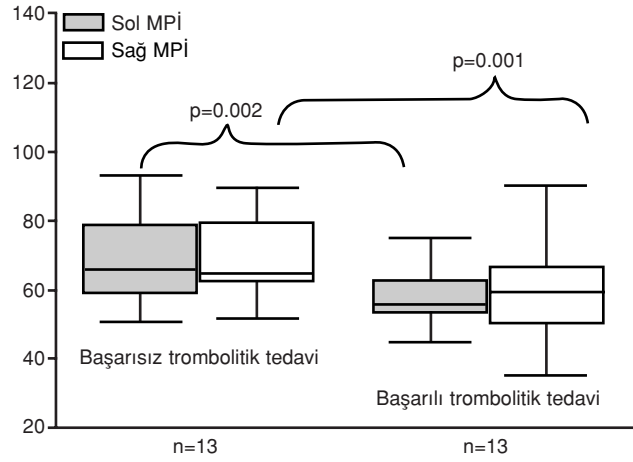 140
Sol MPİ
Sağ MPİ
p=0.001
120
p=0.002
100
80
60
40
Başarısız trombolitik tedavi
Başarılı trombolitik tedavi
20
n=13
n=13